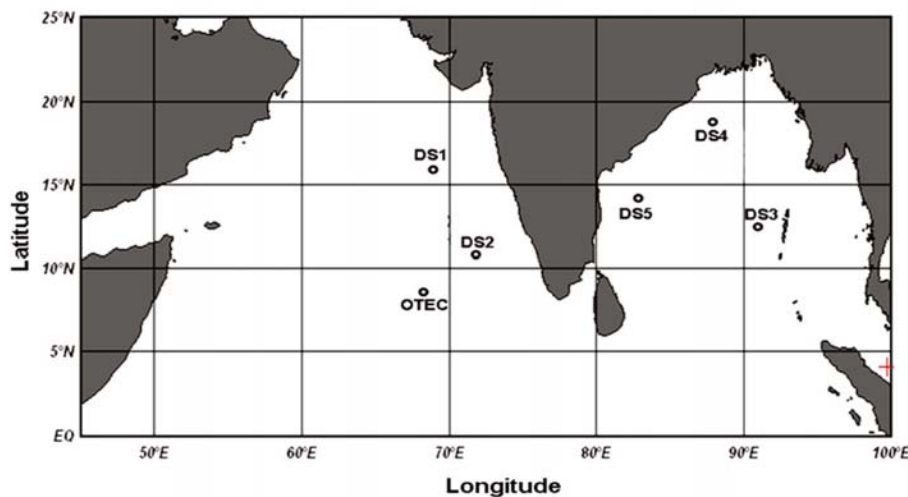 25°N
20°N
DS4
DS1
15°N
DS5
DS3
Latitude
DS2
10°N
OTEC
5°N
EQ
50°E 60°E 70°E 80°E 90°E 100°E
Longitude